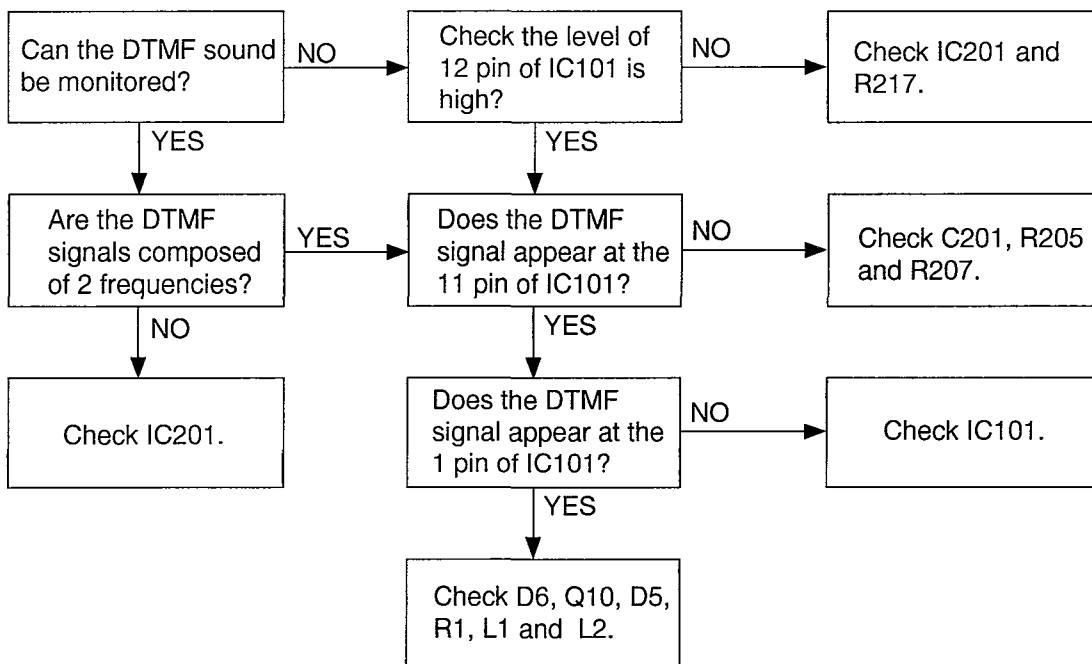 Can the DTMF sound
be monitored?
NO
Check the level of
12 pin of IC101 is
high?
NO
Check IC201 and
R217.
YES
YES
Are the DTMF
signals composed
of 2 frequencies?
YES
Does the DTMF
signal appear at the
11 pin of IC101?
NO
Check C201, R205
and R207.
NO
YES
Check IC201.
Does the DTMF
signal appear at the
1 pin of IC101?
NO
Check IC101.
YES
Check D6, Q10, D5,
R1, L1 and L2.